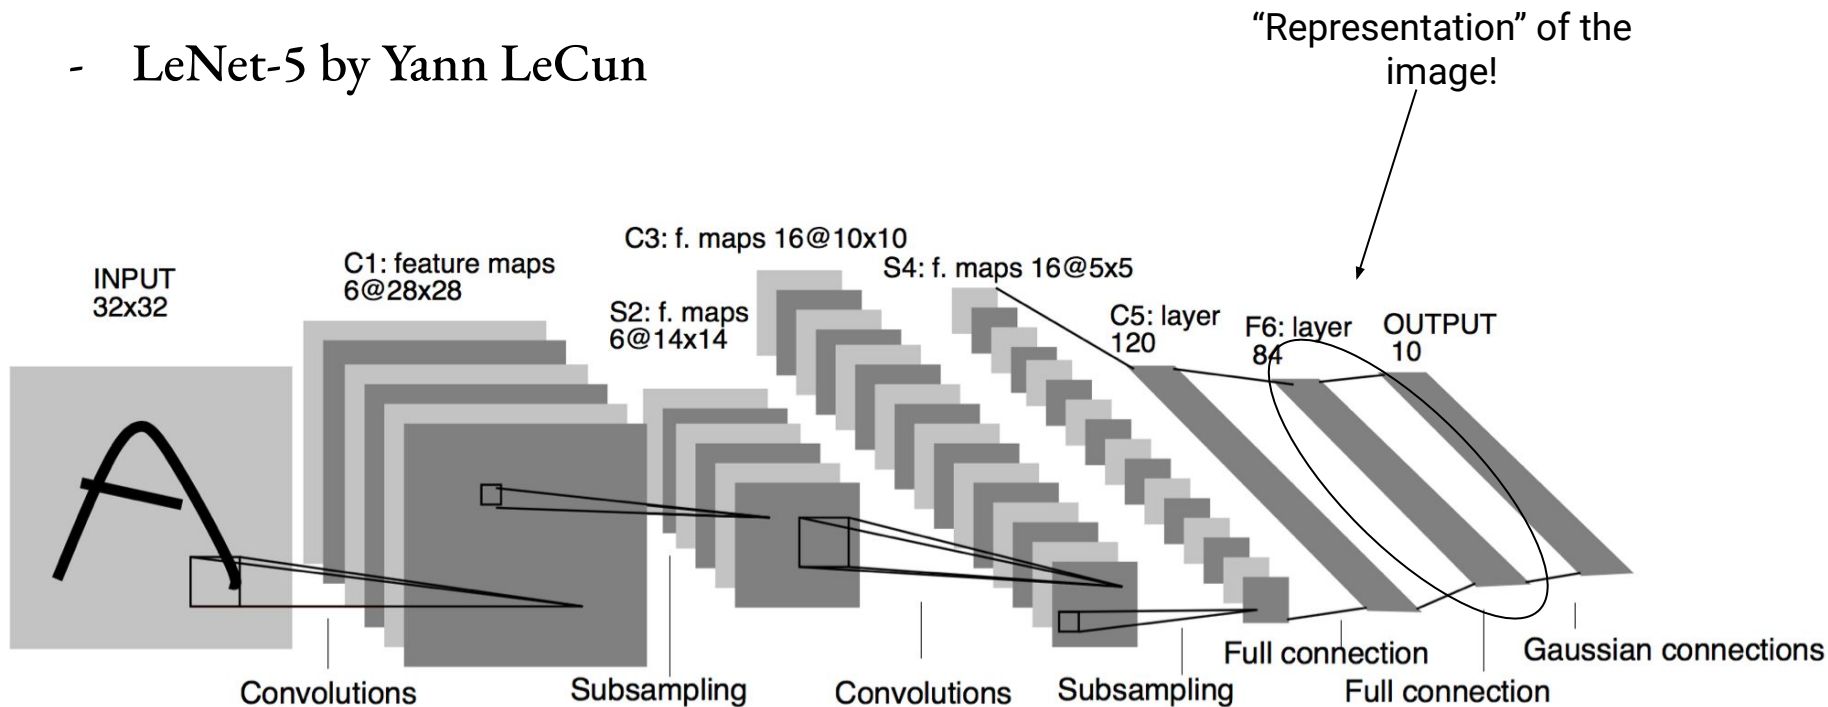 - LeNet-5 by Yann LeCun
“Representation” of the
image!
INPUT
32x32
C1: feature maps
6@28x28
S2: f. maps
6@14x14
C3: f. maps 16@10x10
S4: f. maps 16@5x5
C5: layer
120
F6: layer
84
OUTPUT
10
A
Convolutions
Subsampling
Convolutions
Subsampling
Full connection
Full connection
Gaussian connections